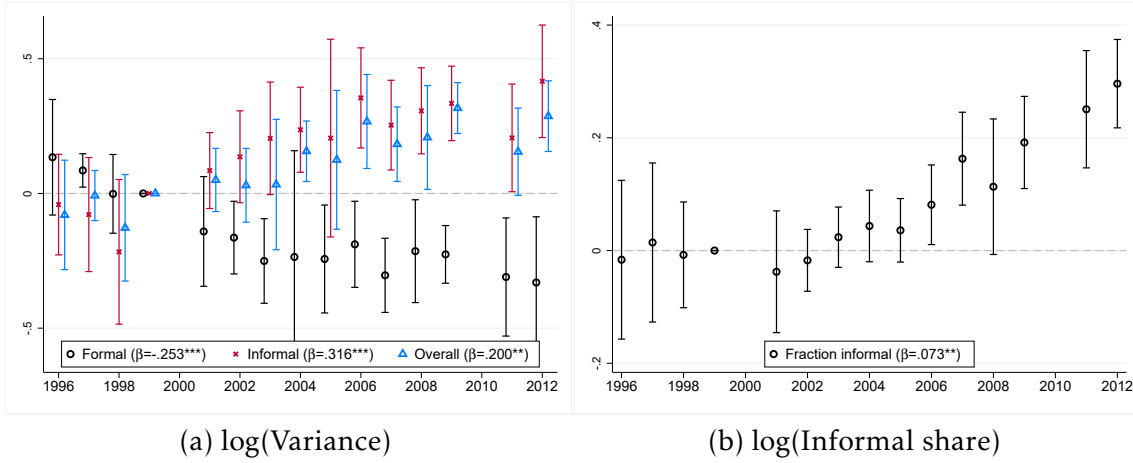 .5
0
-.5
Formal (β=-.253***) Informal (β=.316***) Overall (β=.200**)
1996 1998 2000 2002 2004 2006 2008 2010 2012
(a) log(Variance)
.4
.2
0
-.2
Fraction informal (β=.073**)
1996 1998 2000 2002 2004 2006 2008 2010 2012
(b) log(Informal share)